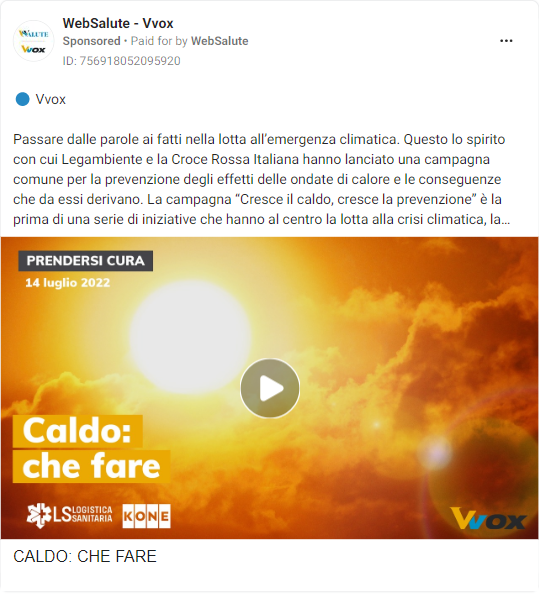 WebSalute - Vvox
Sponsored • Paid for by WebSalute
ID: 756918052095920
WEBSALUTE
VVOX
Vvox
Passare dalle parole ai fatti nella lotta all'emergenza climatica. Questo lo spirito
con cui Legambiente e la Croce Rossa Italiana hanno lanciato una campagna
comune per la prevenzione degli effetti delle ondate di calore e le conseguenze
che da essi derivano. La campagna “Cresce il caldo, cresce la prevenzione” è la
prima di una serie di iniziative che hanno al centro la lotta alla crisi climatica, la...
PRENDERSI CURA
14 luglio 2022
Caldo:
che fare
LS LOGISTICA
SANITARIA
KONE
VVOX
CALDO: CHE FARE